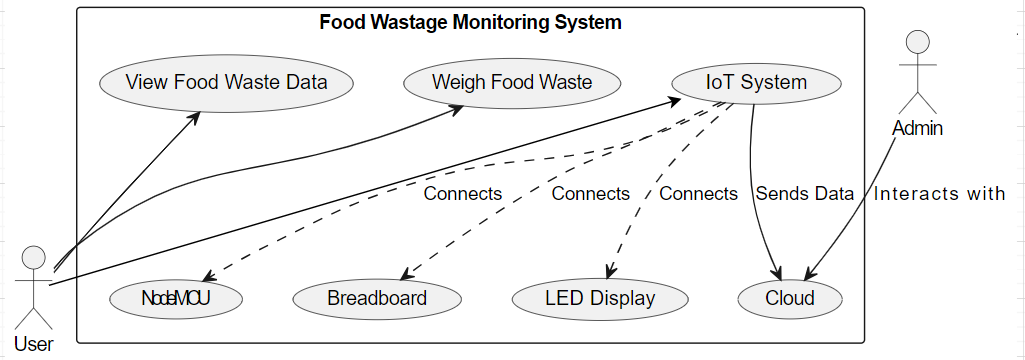 Food Wastage Monitoring System
View Food Waste Data
Weigh Food Waste
IoT System
Admin
Connects
Connects
Connects
Sends Data
Interacts with
NodeMCU
Breadboard
LED Display
Cloud
User